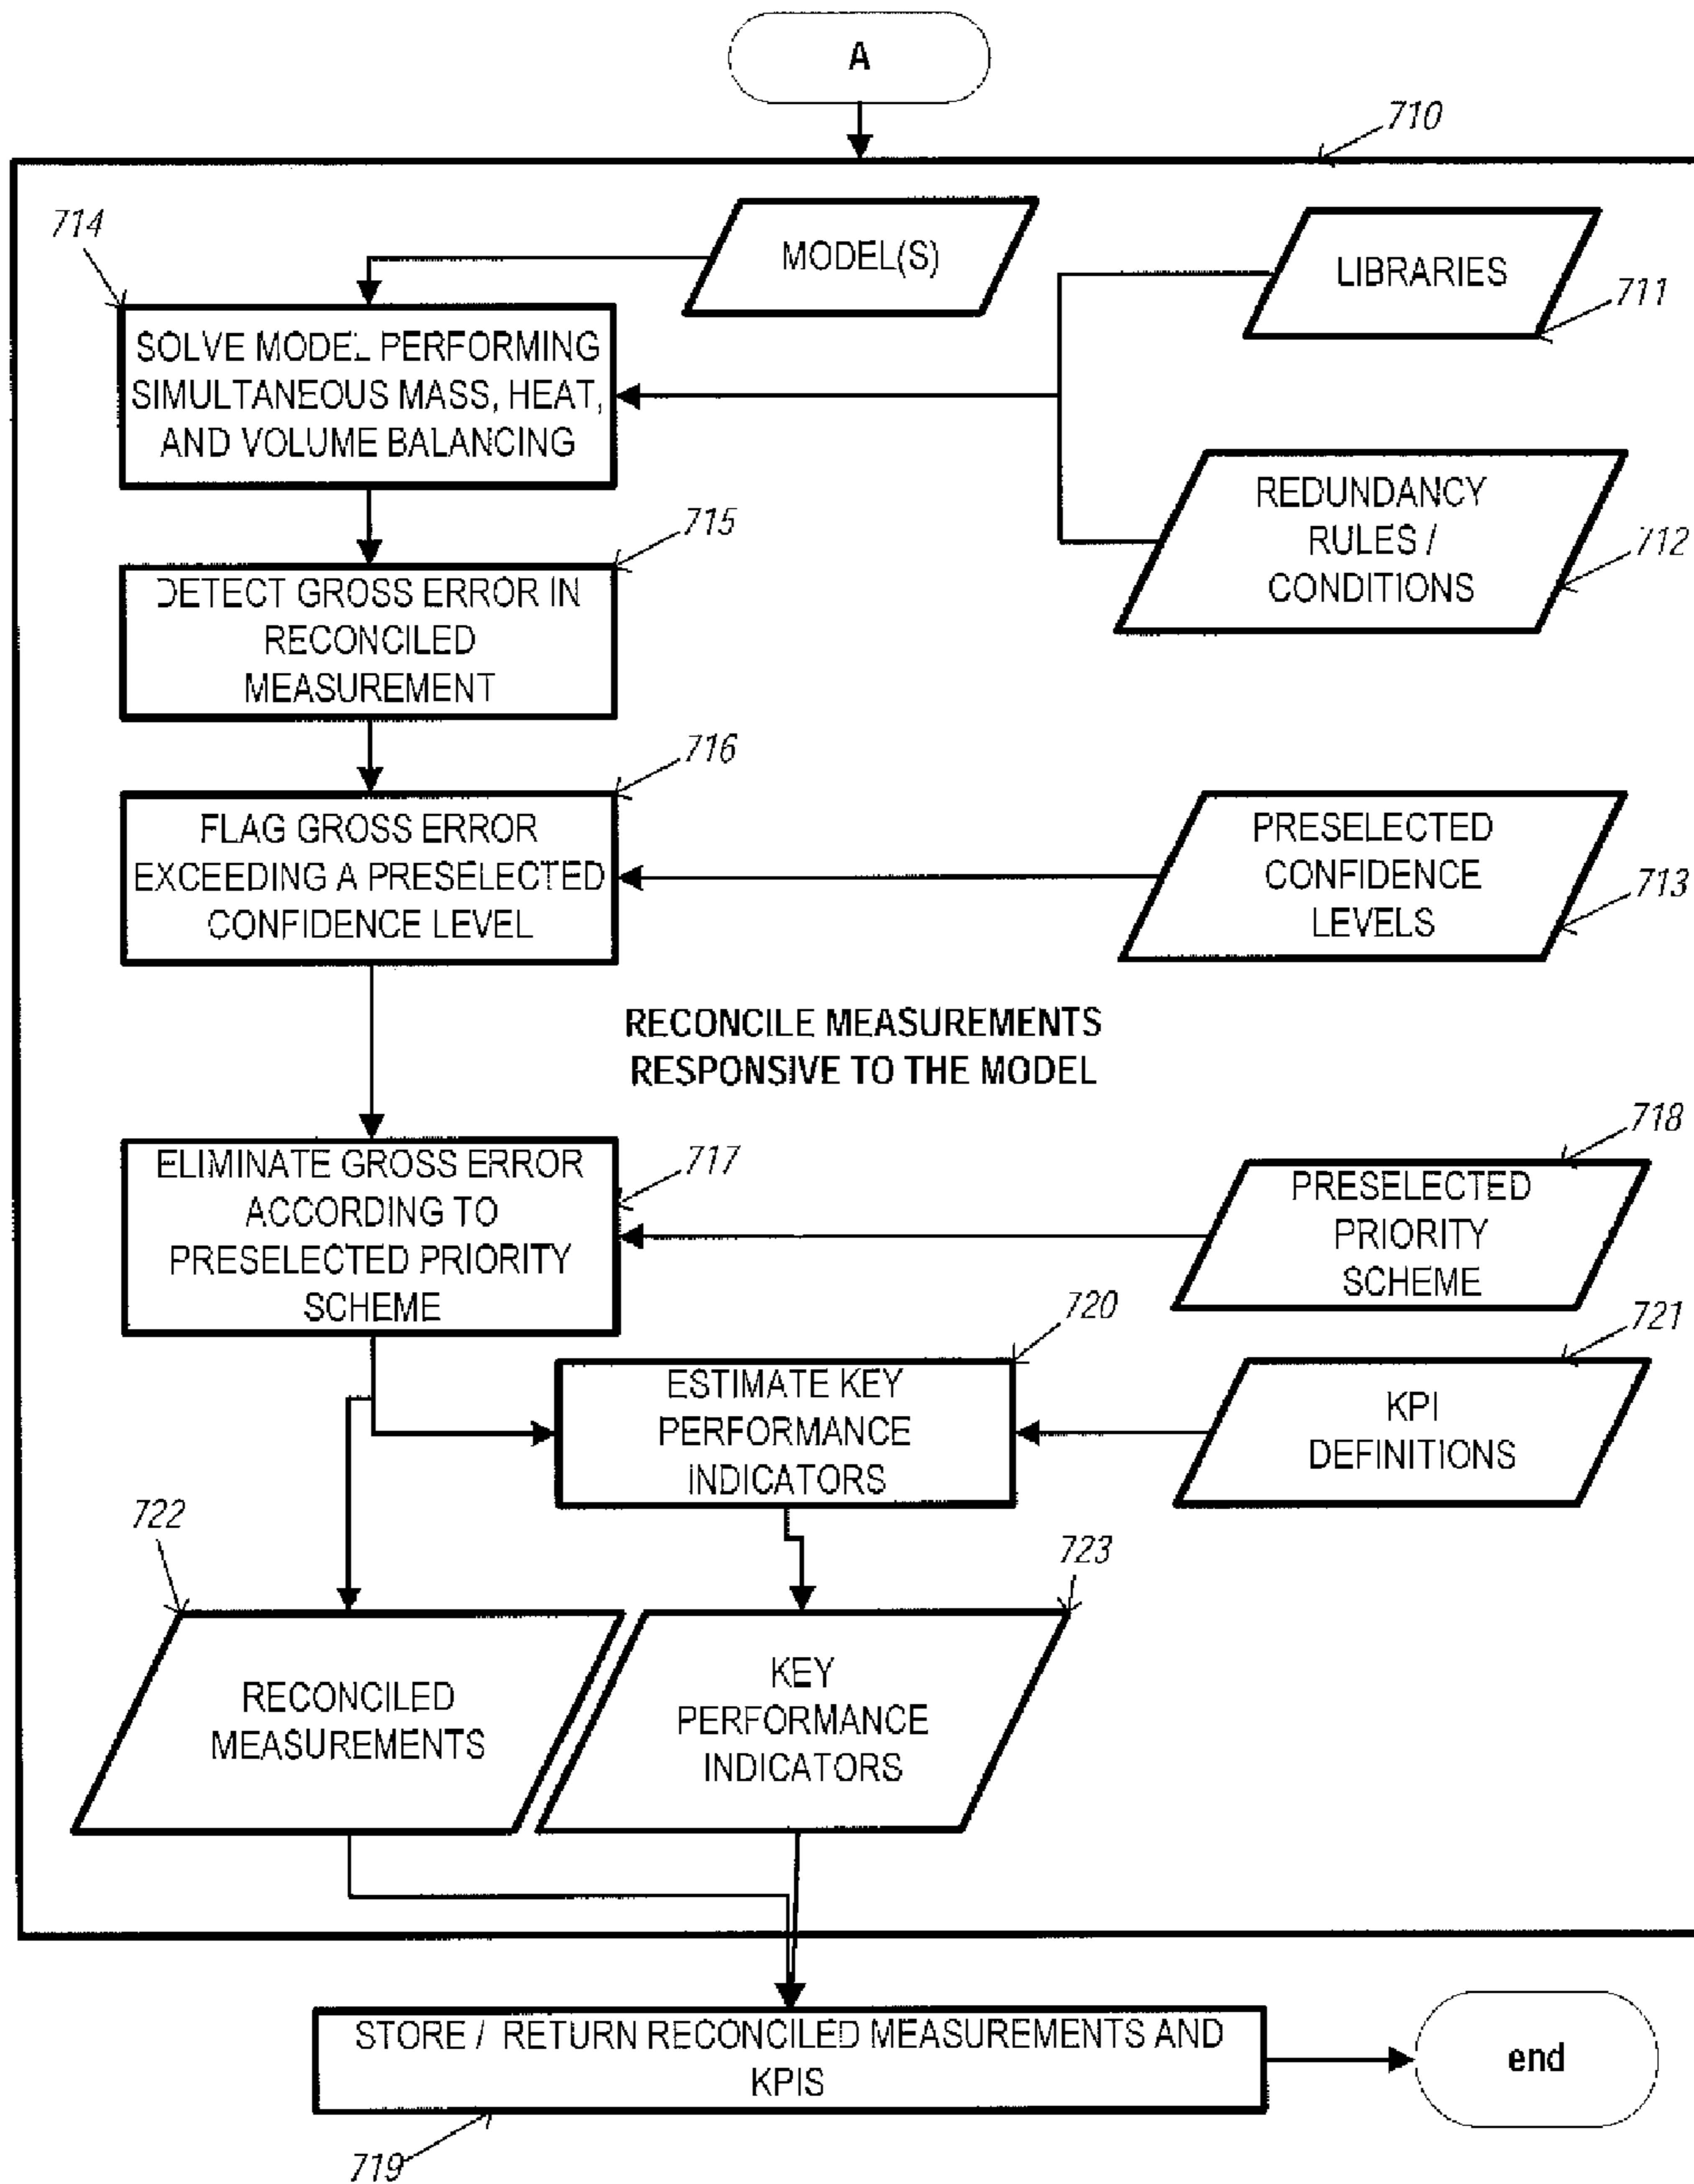 A
710
714
MODEL(S)
LIBRARIES
711
SOLVE MODEL PERFORMING
SIMULTANEOUS MASS, HEAT,
AND VOLUME BALANCING
REDUNDANCY
RULES /
CONDITIONS
712
715
DETECT GROSS ERROR IN
RECONCILED
MEASUREMENT
716
FLAG GROSS ERROR
EXCEEDING A PRESELECTED
CONFIDENCE LEVEL
PRESELECTED
CONFIDENCE
LEVELS
713
RECONCILE MEASUREMENTS
RESPONSIVE TO THE MODEL
717
ELIMINATE GROSS ERROR
ACCORDING TO
PRESELECTED PRIORITY
SCHEME
718
PRESELECTED
PRIORITY
SCHEME
720
ESTIMATE KEY
PERFORMANCE
INDICATORS
721
KPI
DEFINITIONS
722
RECONCILED
MEASUREMENTS
723
KEY
PERFORMANCE
INDICATORS
STORE / RETURN RECONCILED MEASUREMENTS AND
KPIS
719
end